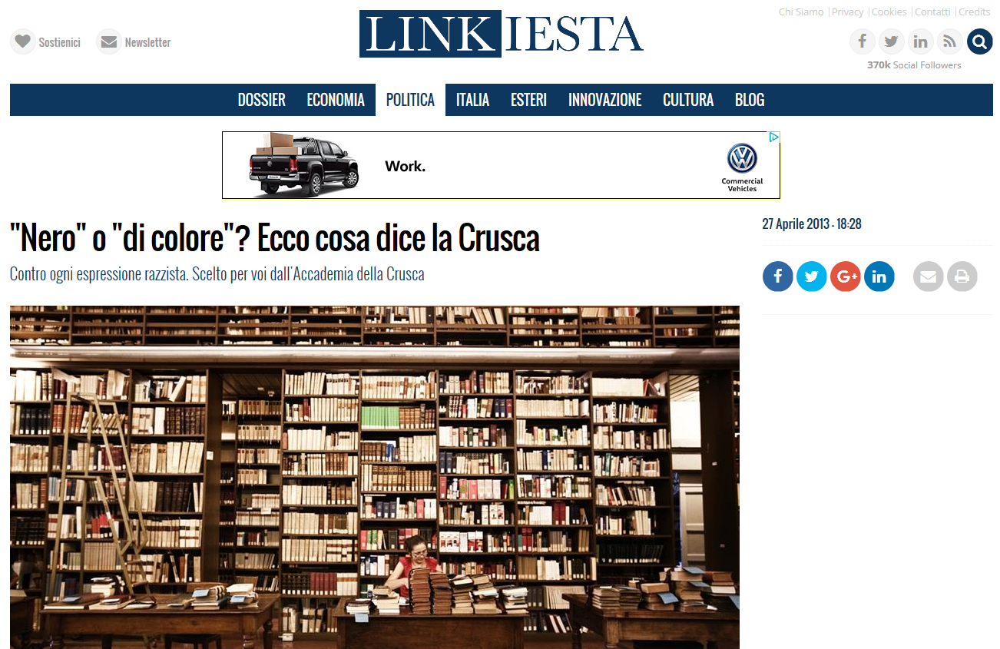 Chi Siamo | Privacy | Cookies | Contatti | Credits
Sostienici Newsletter
LINKIESTA
370k Social Followers
DOSSIER ECONOMIA POLITICA ITALIA ESTERI INNOVAZIONE CULTURA BLOG
Work.
Commercial
Vehicles
"Nero" o "di colore"? Ecco cosa dice la Crusca
27 Aprile 2013 - 18:28
Contro ogni espressione razzista. Scelto per voi dall'Accademia della Crusca